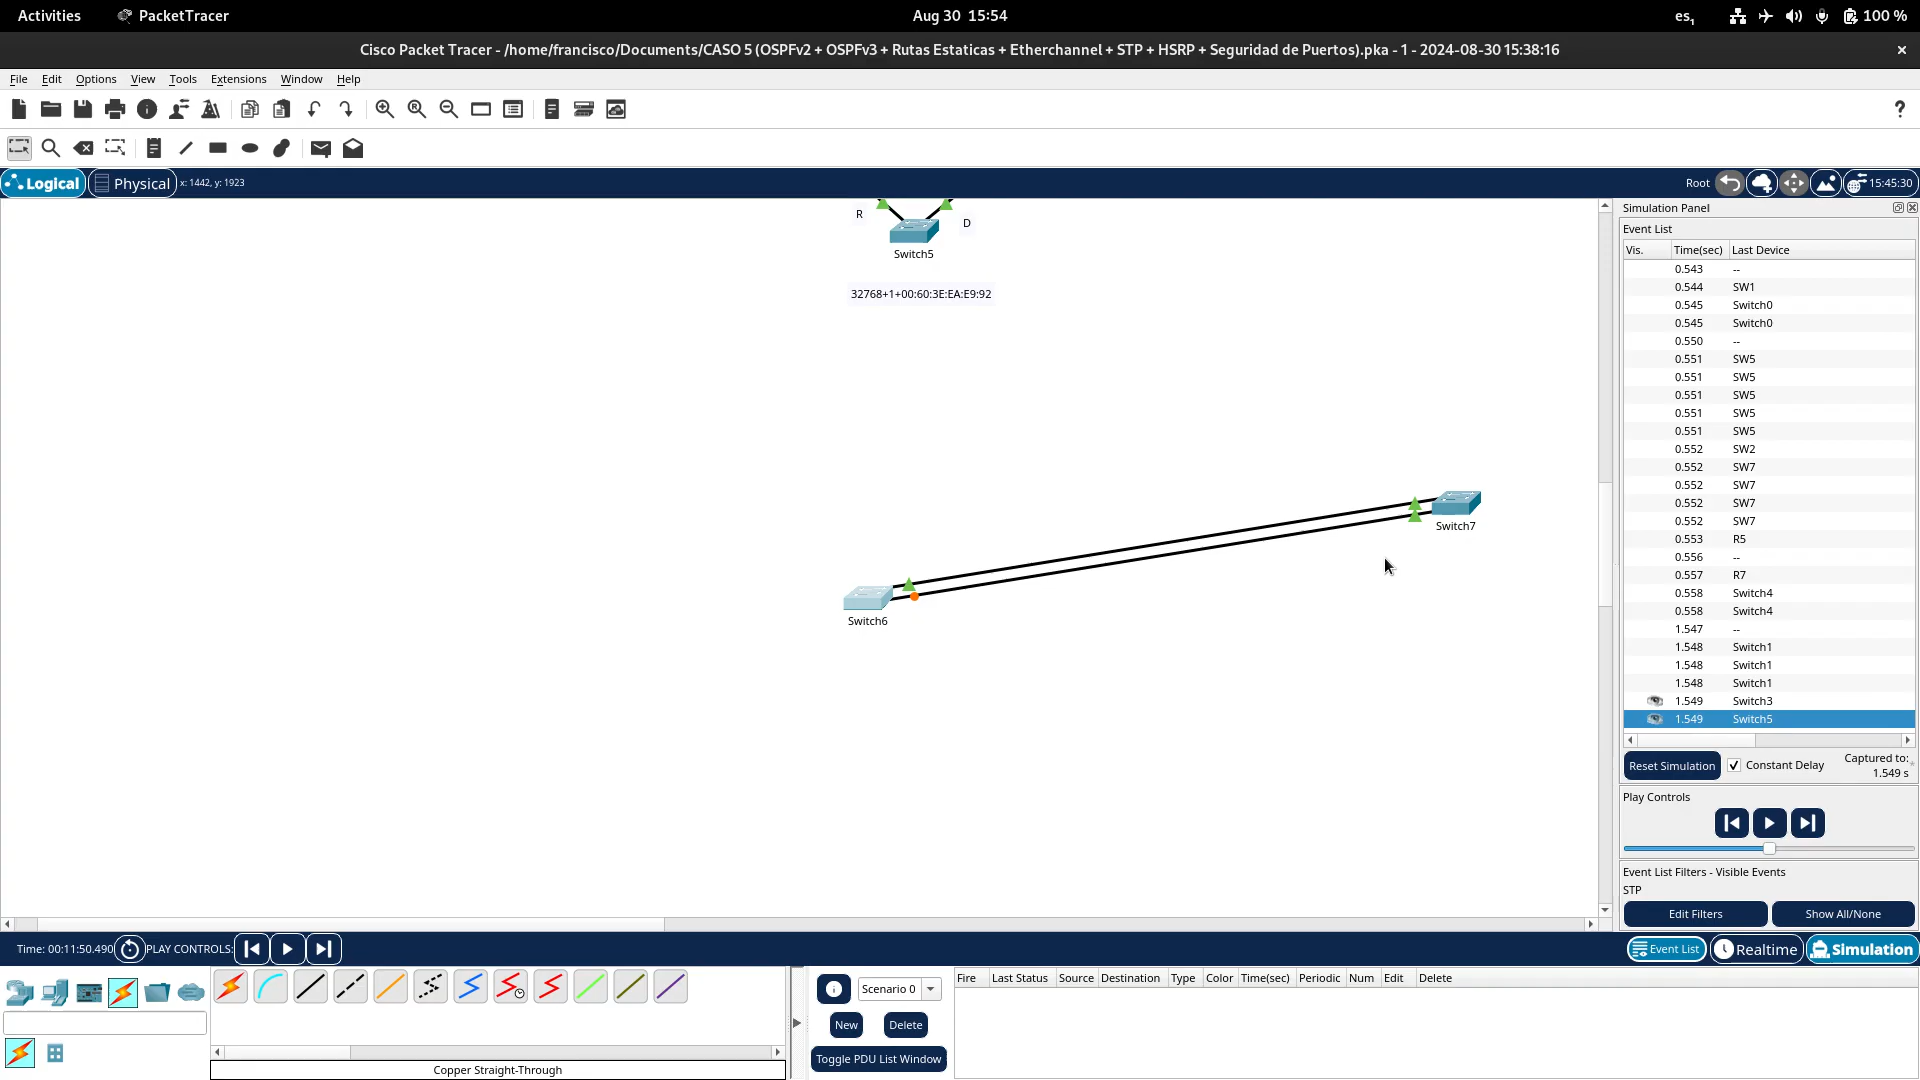 Activities PacketTracer Aug 30 15:54 es1 100 %
Cisco Packet Tracer - /home/francisco/Documents/CASO 5 (OSPFv2 + OSPFv3 + Rutas Estaticas + Etherchannel + STP + HSRP + Seguridad de Puertos).pka - 1 - 2024-08-30 15:38:16
File Edit Options View Tools Extensions Window Help
Logical Physical x: 1442, y: 1923 Root 15:45:30
R D
Switch5
32768+1+00:60:3E:EA:E9:92
Switch7
Switch6
Simulation Panel
Event List
Vis. Time(sec) Last Device
0.543 --
0.544 SW1
0.545 Switch0
0.545 Switch0
0.550 --
0.551 SW5
0.551 SW5
0.551 SW5
0.551 SW5
0.551 SW5
0.552 SW2
0.552 SW7
0.552 SW7
0.552 SW7
0.552 SW7
0.553 R5
0.556 --
0.557 R7
0.558 Switch4
0.558 Switch4
1.547 --
1.548 Switch1
1.548 Switch1
1.548 Switch1
1.549 Switch3
1.549 Switch5
Reset Simulation Constant Delay Captured to:
1.549 s
Play Controls
Event List Filters - Visible Events
STP
Edit Filters Show All/None
Time: 00:11:50.490 PLAY CONTROLS: Event List Realtime Simulation
Scenario 0
New Delete
Toggle PDU List Window
Fire Last Status Source Destination Type Color Time(sec) Periodic Num Edit Delete
Copper Straight-Through